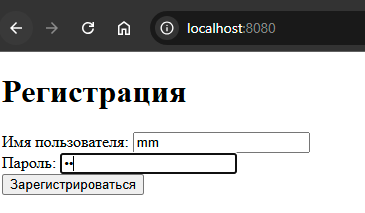 localhost:8080
Регистрация
Имя пользователя: mm
Пароль: ••
Зарегистрироваться